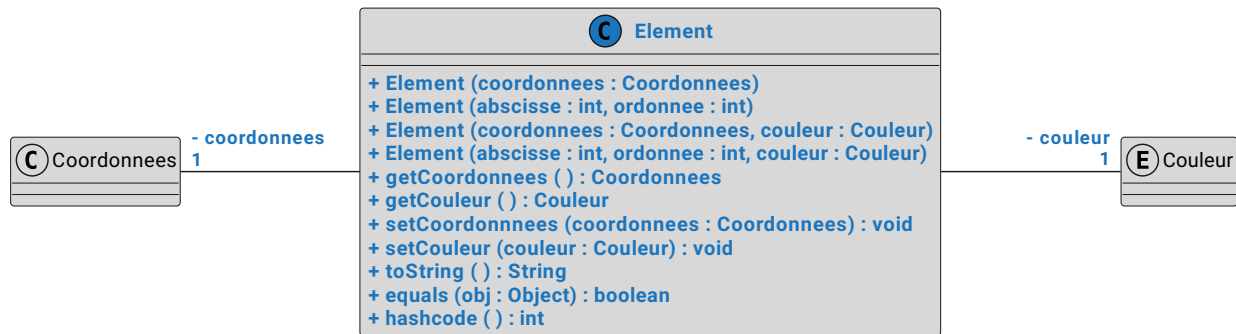 C Element
+ Element (coordonnees : Coordonnees)
+ Element (abscisse : int, ordonnee : int)
+ Element (coordonnees : Coordonnees, couleur : Couleur)
+ Element (abscisse : int, ordonnee : int, couleur : Couleur)
+ getCoordonnees ( ) : Coordonnees
+ getCouleur ( ) : Couleur
+ setCoordonnnees (coordonnees : Coordonnees) : void
+ setCouleur (couleur : Couleur) : void
+ toString ( ) : String
+ equals (obj : Object) : boolean
+ hashcode ( ) : int
C Coordonnees
- coordonnees
1
- couleur
1
E Couleur